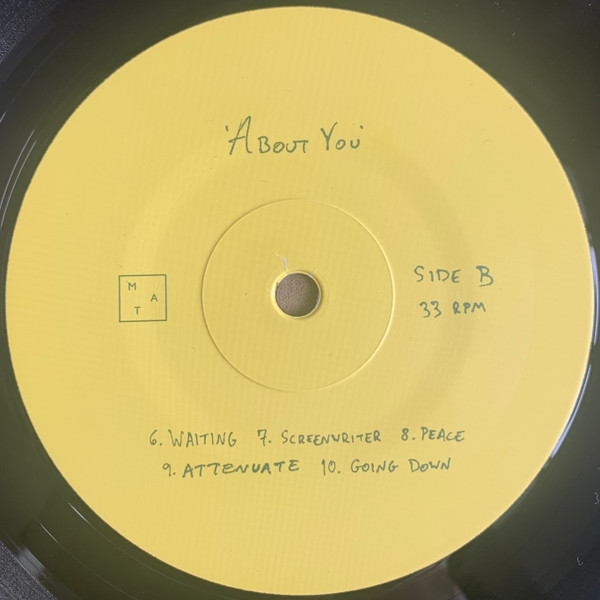 'About You'
M
A
T
SIDE B
33 RPM
6. WAITING 7. SCREENWRITER 8. PEACE
9. ATTENUATE 10. GOING DOWN